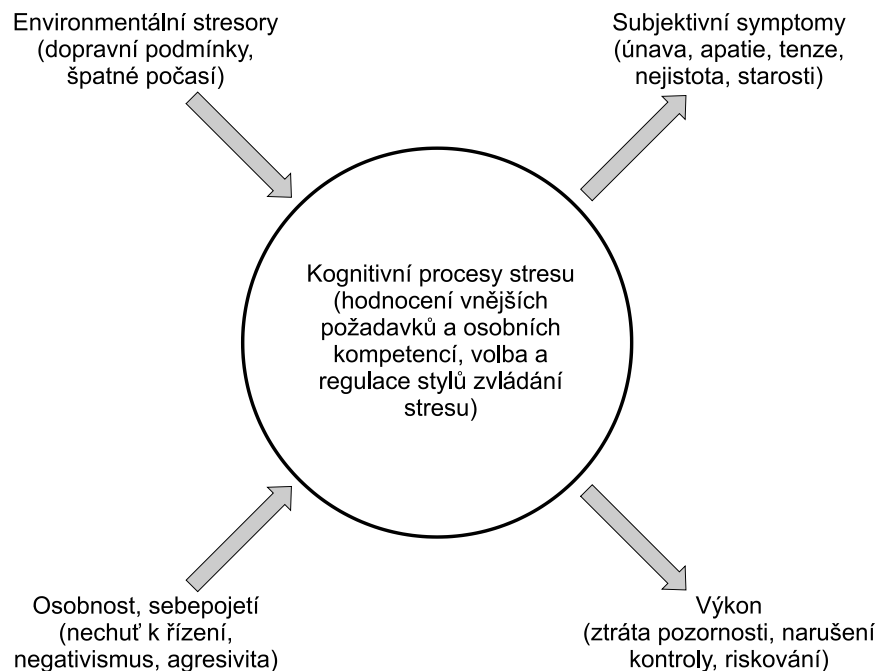 Environmentální stresory
(dopravní podmínky,
špatné počasí)
Subjektivní symptomy
(únava, apatie, tenze,
nejistota, starosti)
Kognitivní procesy stresu
(hodnocení vnějších
požadavků a osobních
kompetencí, volba a
regulace stylů zvládání
stresu)
Osobnost, sebepojetí
(nechuť k řízení,
negativismus, agresivita)
Výkon
(ztráta pozornosti, narušení
kontroly, riskování)